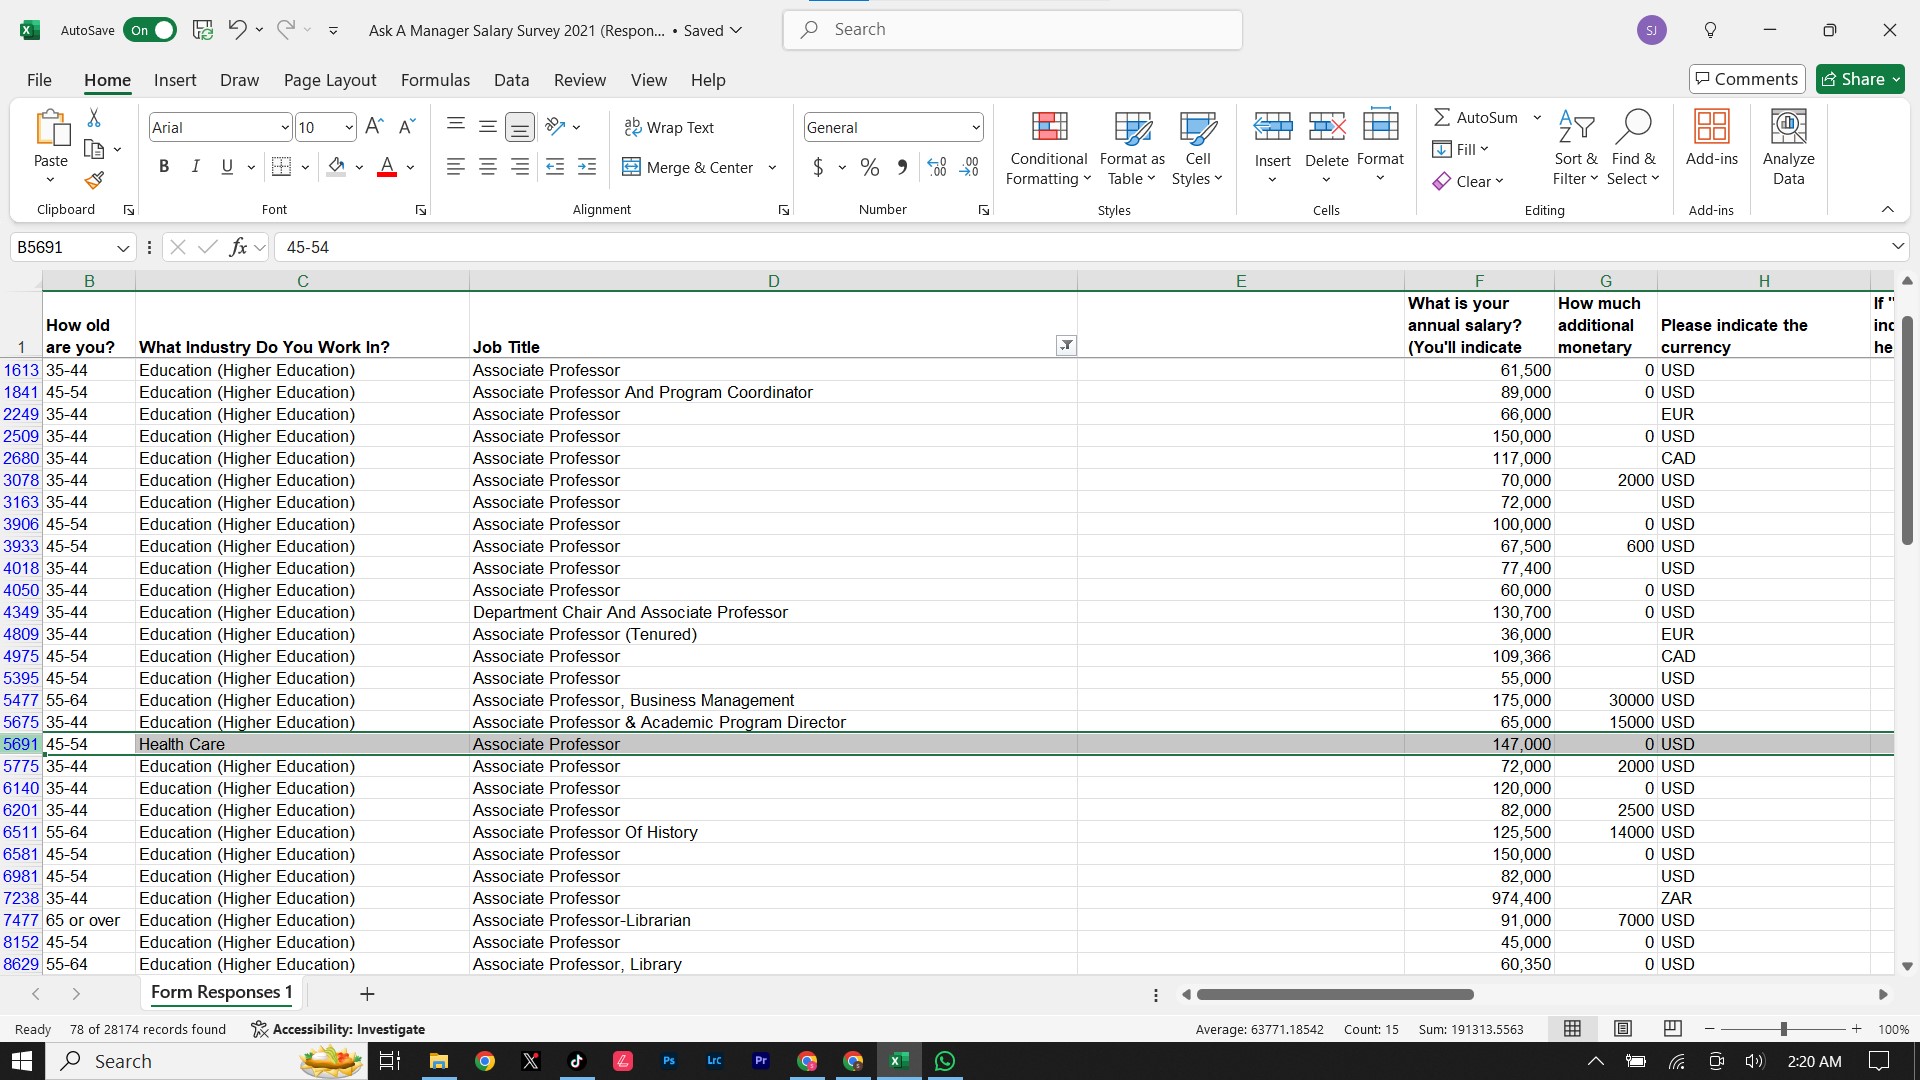 AutoSave On Ask A Manager Salary Survey 2021 (Respon... • Saved Search SJ
File Home Insert Draw Page Layout Formulas Data Review View Help Comments Share
Paste Arial 10 Wrap Text General Conditional Formatting Format as Table Cell Styles Insert Delete Format AutoSum Fill Clear Sort & Filter Find & Select Add-ins Analyze Data
B I U Merge & Center $ %
Clipboard Font Alignment Number Styles Cells Editing Add-ins
B5691 fx 45-54
B C D E F G H
1 How old are you? What Industry Do You Work In? Job Title What is your annual salary? (You'll indicate How much additional monetary Please indicate the currency If " inc he
1613 35-44 Education (Higher Education) Associate Professor 61,500 0 USD
1841 45-54 Education (Higher Education) Associate Professor And Program Coordinator 89,000 0 USD
2249 35-44 Education (Higher Education) Associate Professor 66,000 EUR
2509 35-44 Education (Higher Education) Associate Professor 150,000 0 USD
2680 35-44 Education (Higher Education) Associate Professor 117,000 CAD
3078 35-44 Education (Higher Education) Associate Professor 70,000 2000 USD
3163 35-44 Education (Higher Education) Associate Professor 72,000 USD
3906 45-54 Education (Higher Education) Associate Professor 100,000 0 USD
3933 45-54 Education (Higher Education) Associate Professor 67,500 600 USD
4018 35-44 Education (Higher Education) Associate Professor 77,400 USD
4050 35-44 Education (Higher Education) Associate Professor 60,000 0 USD
4349 35-44 Education (Higher Education) Department Chair And Associate Professor 130,700 0 USD
4809 35-44 Education (Higher Education) Associate Professor (Tenured) 36,000 EUR
4975 45-54 Education (Higher Education) Associate Professor 109,366 CAD
5395 45-54 Education (Higher Education) Associate Professor 55,000 USD
5477 55-64 Education (Higher Education) Associate Professor, Business Management 175,000 30000 USD
5675 35-44 Education (Higher Education) Associate Professor & Academic Program Director 65,000 15000 USD
5691 45-54 Health Care Associate Professor 147,000 0 USD
5775 35-44 Education (Higher Education) Associate Professor 72,000 2000 USD
6140 35-44 Education (Higher Education) Associate Professor 120,000 0 USD
6201 35-44 Education (Higher Education) Associate Professor 82,000 2500 USD
6511 55-64 Education (Higher Education) Associate Professor Of History 125,500 14000 USD
6581 45-54 Education (Higher Education) Associate Professor 150,000 0 USD
6981 45-54 Education (Higher Education) Associate Professor 82,000 USD
7238 35-44 Education (Higher Education) Associate Professor 974,400 ZAR
7477 65 or over Education (Higher Education) Associate Professor-Librarian 91,000 7000 USD
8152 45-54 Education (Higher Education) Associate Professor 45,000 0 USD
8629 55-64 Education (Higher Education) Associate Professor, Library 60,350 0 USD
Form Responses 1
Ready 78 of 28174 records found Accessibility: Investigate Average: 63771.18542 Count: 15 Sum: 191313.5563 100%
Search Ps LrC Pr 2:20 AM